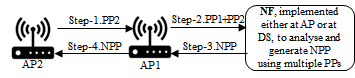 Step-1.PP2
Step-4.NPP
AP2
Step-2.PP1+PP2
Step-3.NPP
AP1
NF, implemented
either at AP or at
DS, to analyse and
generate NPP
using multiple PPs